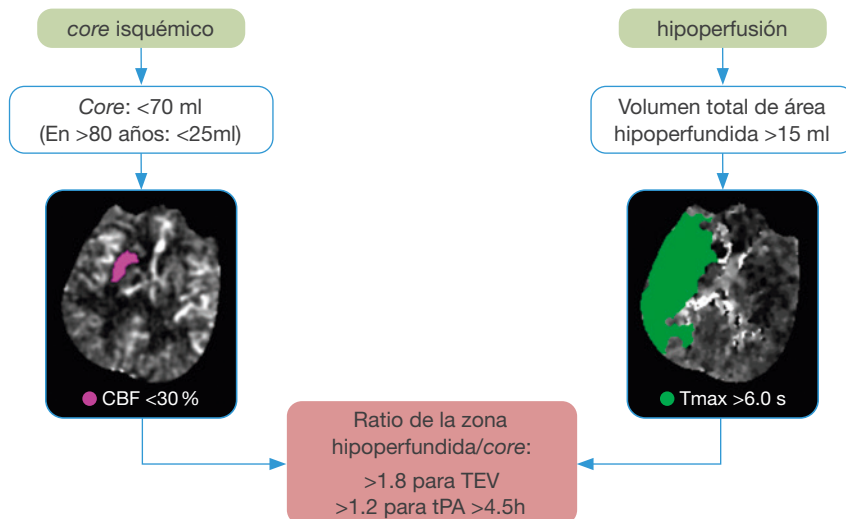 core isquémico
hipoperfusión
Core: <70 ml
(En >80 años: <25ml)
Volumen total de área
hipoperfundida >15 ml
CBF <30 %
Tmax >6.0 s
Ratio de la zona
hipoperfundida/core:
>1.8 para TEV
>1.2 para tPA >4.5h